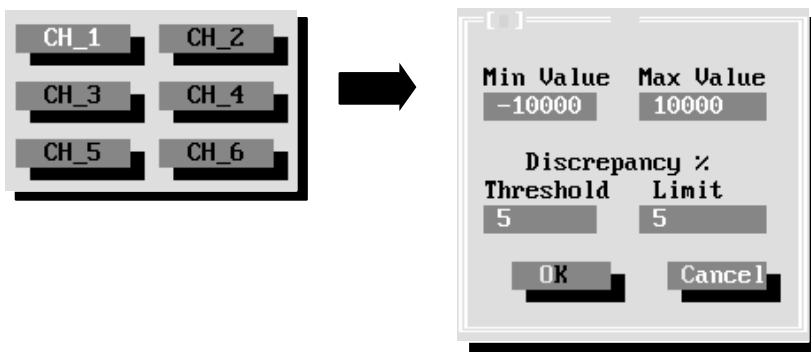 CH_1 CH_2
CH_3 CH_4
CH_5 CH_6
[ ]
Min Value Max Value
-10000 10000
Discrepancy %
Threshold Limit
5 5
OK Cancel